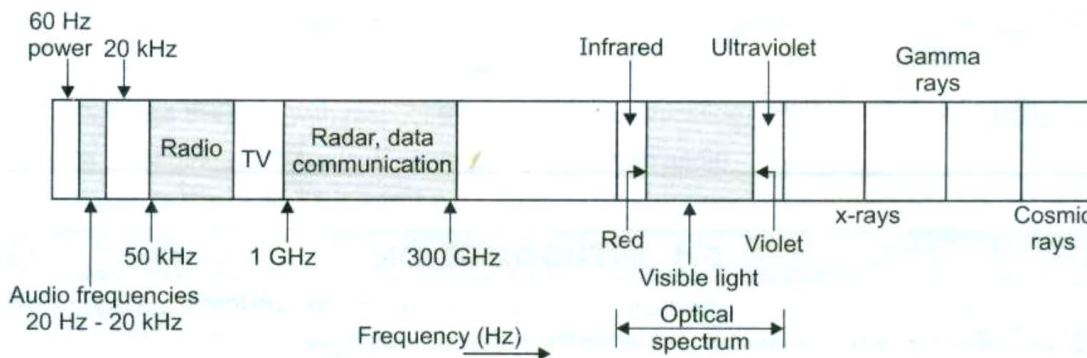 60 Hz
power
20 kHz
Infrared
Ultraviolet
Gamma
rays
Radio
TV
Radar, data
communication
Red
Violet
x-rays
Cosmic
rays
50 kHz
1 GHz
300 GHz
Visible light
Audio frequencies
20 Hz - 20 kHz
Frequency (Hz)
Optical
spectrum